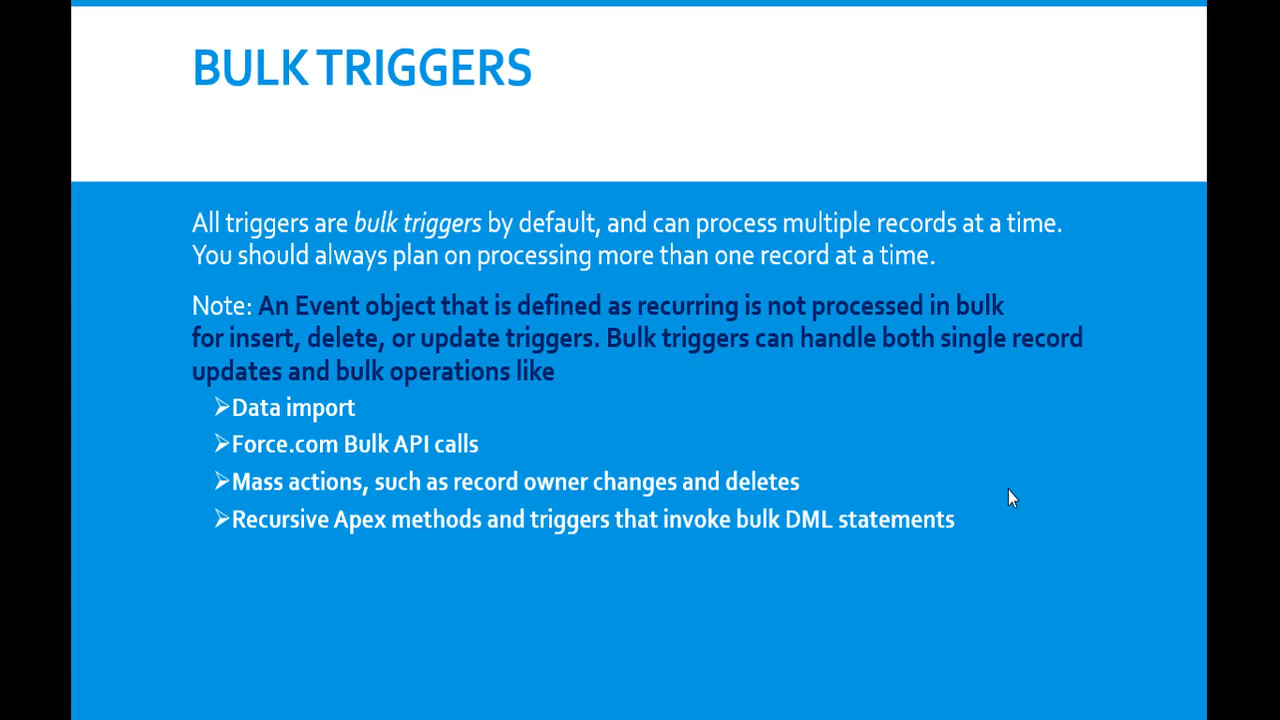 BULK TRIGGERS
All triggers are bulk triggers by default, and can process multiple records at a time.
You should always plan on processing more than one record at a time.
Note: An Event object that is defined as recurring is not processed in bulk
for insert, delete, or update triggers. Bulk triggers can handle both single record
updates and bulk operations like
➢Data import
➢Force.com Bulk API calls
➢Mass actions, such as record owner changes and deletes
➢Recursive Apex methods and triggers that invoke bulk DML statements